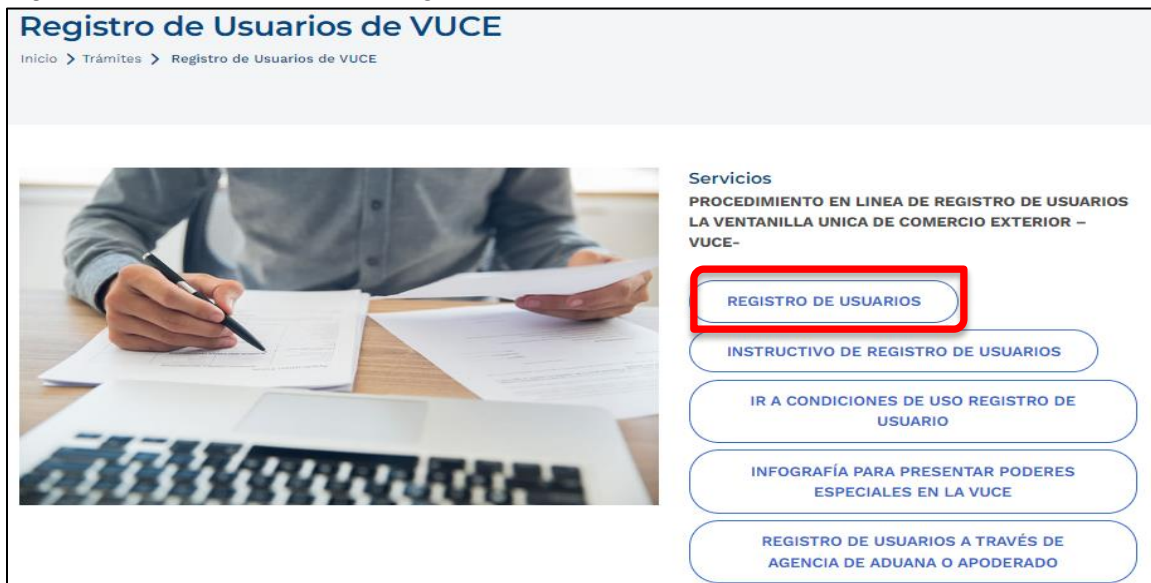 Registro de Usuarios de VUCE
Inicio > Trámites > Registro de Usuarios de VUCE
Servicios
PROCEDIMIENTO EN LINEA DE REGISTRO DE USUARIOS
LA VENTANILLA UNICA DE COMERCIO EXTERIOR –
VUCE-
REGISTRO DE USUARIOS
INSTRUCTIVO DE REGISTRO DE USUARIOS
IR A CONDICIONES DE USO REGISTRO DE
USUARIO
INFOGRAFÍA PARA PRESENTAR PODERES
ESPECIALES EN LA VUCE
REGISTRO DE USUARIOS A TRAVÉS DE
AGENCIA DE ADUANA O APODERADO